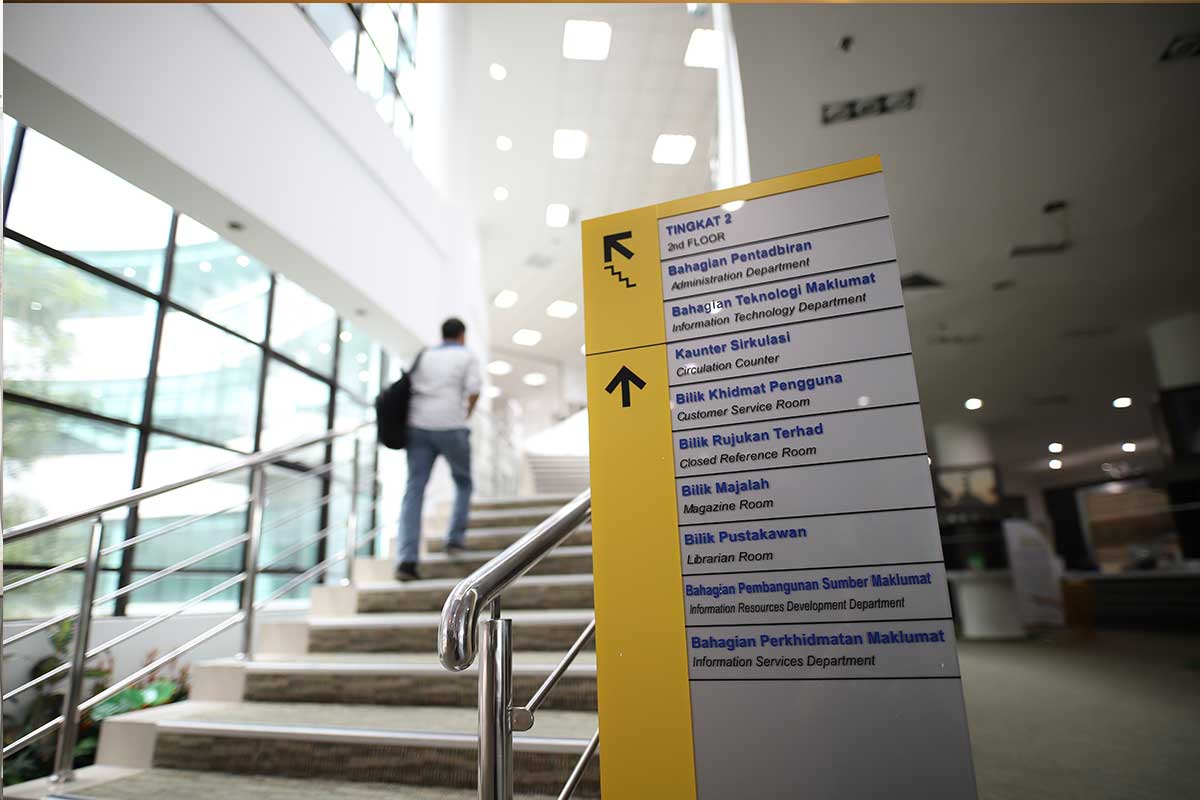 TINGKAT 2
2nd FLOOR
Bahagian Pentadbiran
Administration Department
Bahagian Teknologi Maklumat
Information Technology Department
Kaunter Sirkulasi
Circulation Counter
Bilik Khidmat Pengguna
Customer Service Room
Bilik Rujukan Terhad
Closed Reference Room
Bilik Majalah
Magazine Room
Bilik Pustakawan
Librarian Room
Bahagian Pembangunan Sumber Maklumat
Information Resources Development Department
Bahagian Perkhidmatan Maklumat
Information Services Department